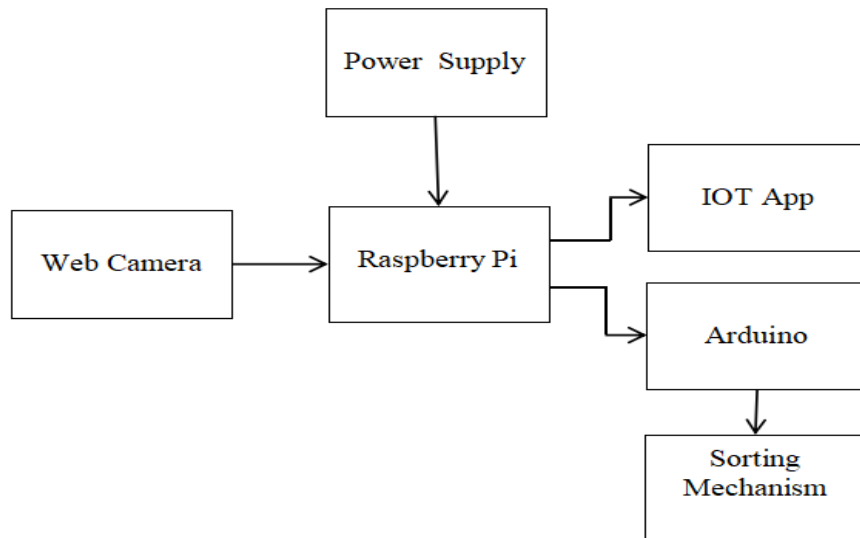 Power Supply
IOT App
Web Camera
Raspberry Pi
Arduino
Sorting
Mechanism